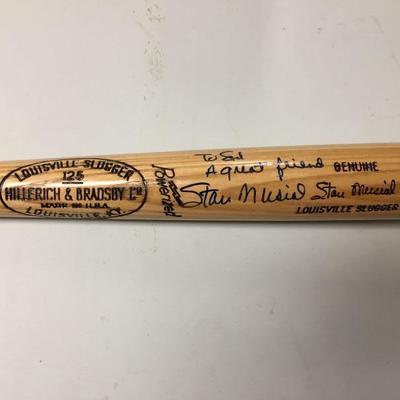 LOUISVILLE SLUGGER
125
HILLERICH & BRADSBY Co
MADE IN U.S.A.
LOUISVILLE, KY.
Powerized
To Sid
A great friend
Stan Musial
GENUINE
Stan Musial
LOUISVILLE SLUGGER